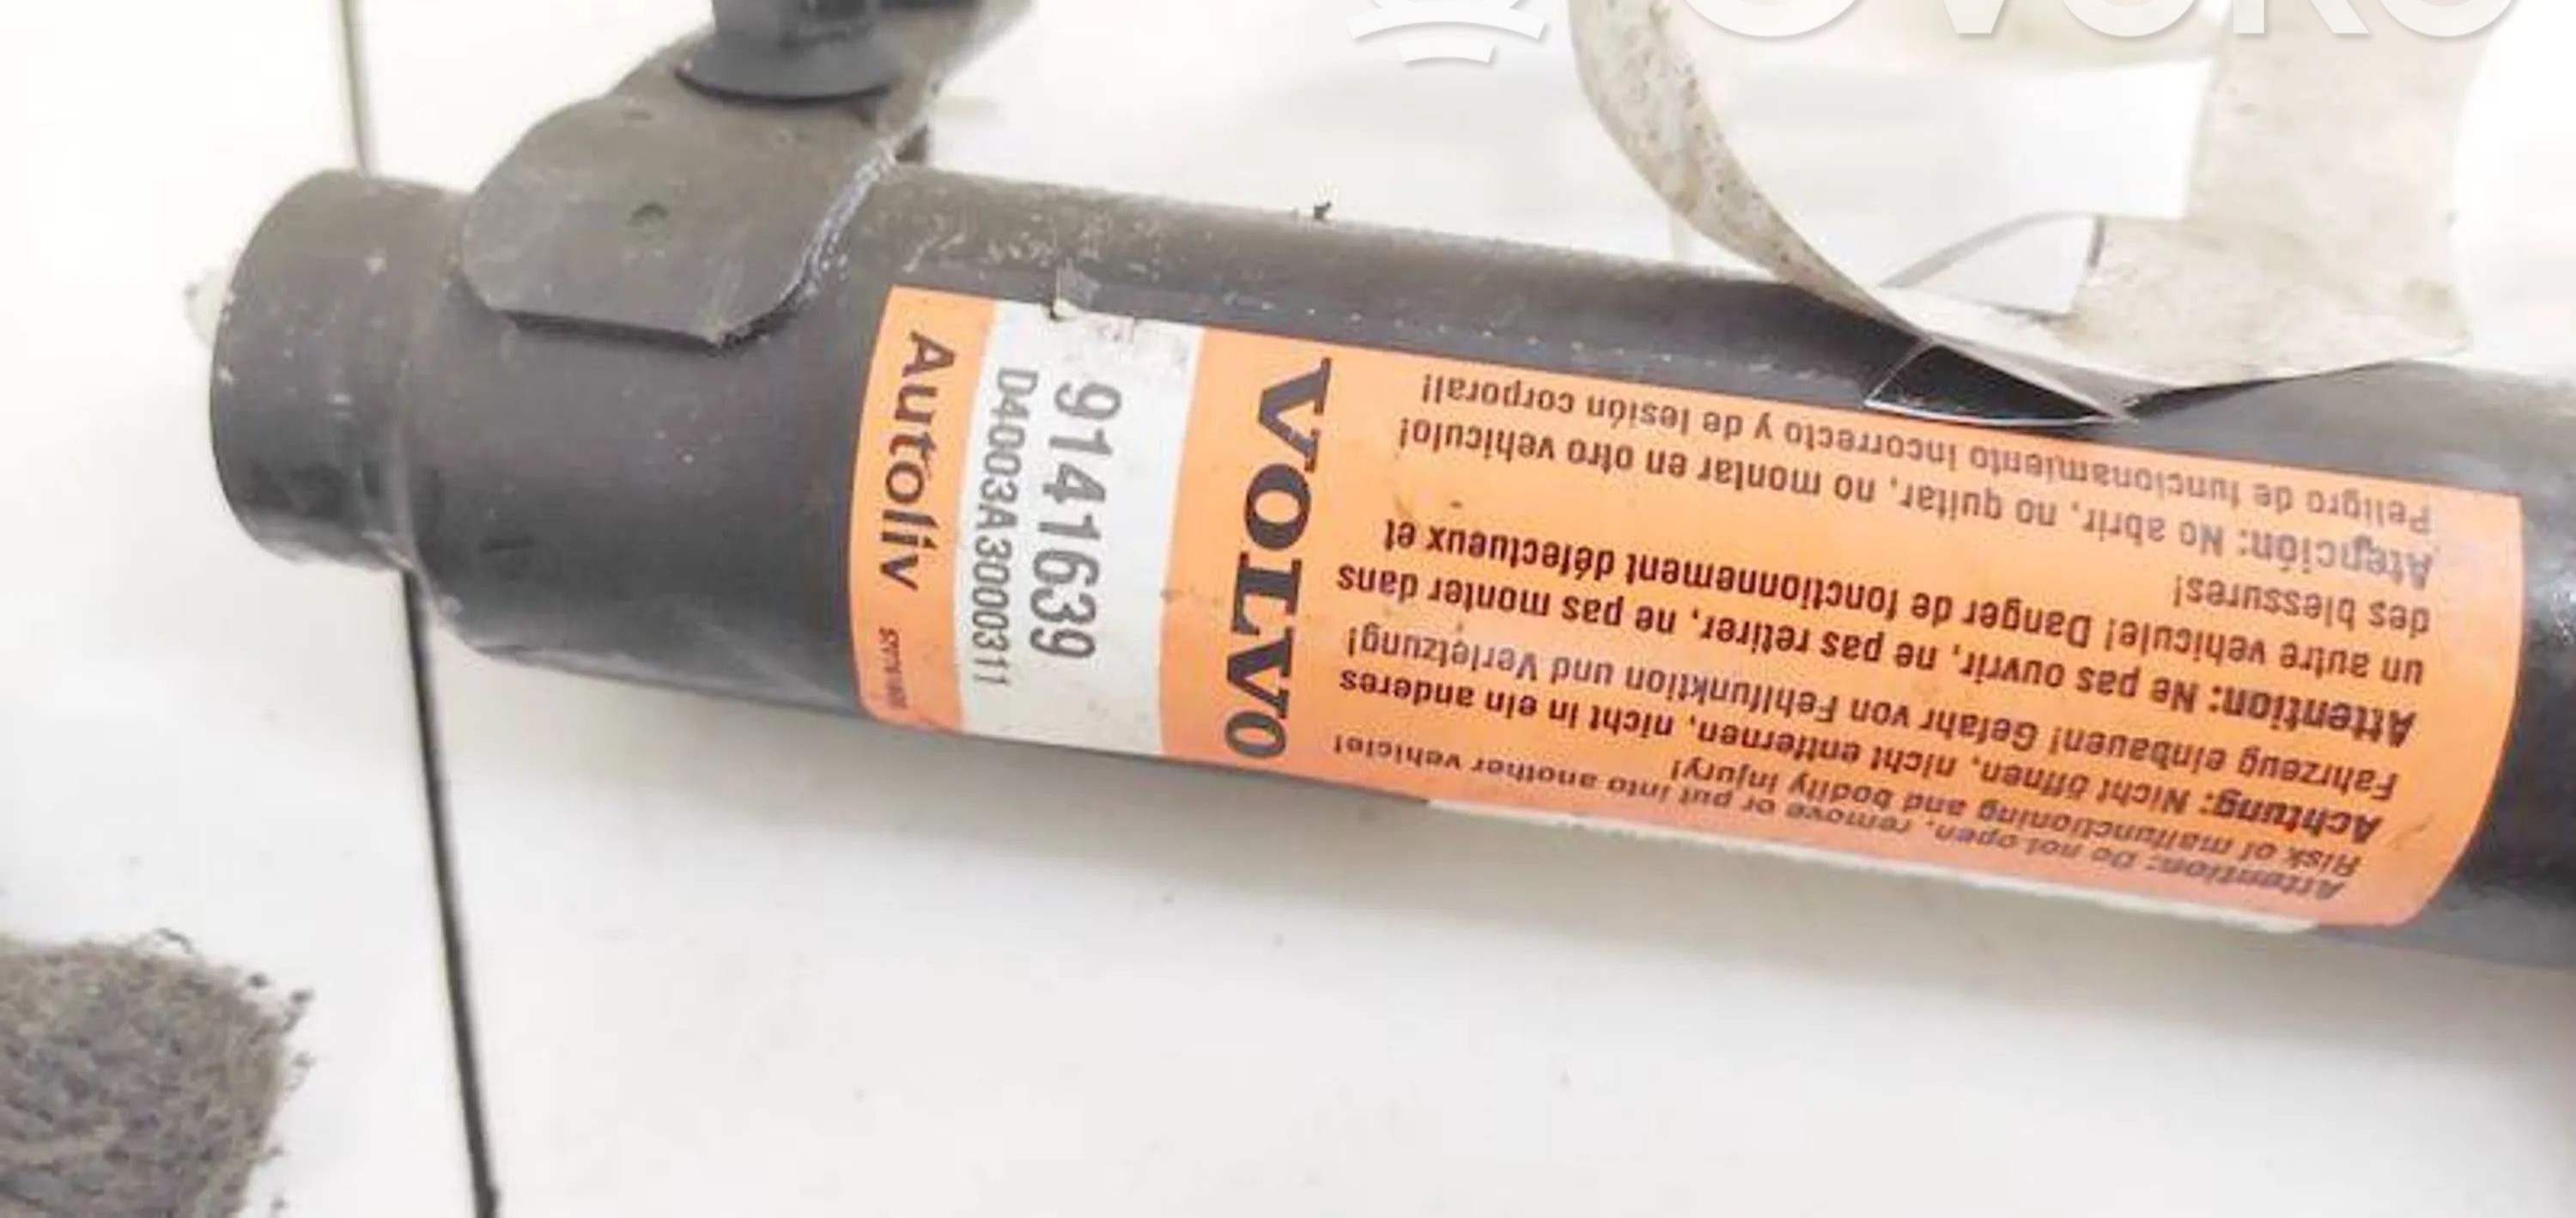 Autoliv
9141639
D4003A30000311
VOLVO
Attention: Do not open, remove or put into another vehicle!
Risk of malfunctioning and bodily injury!
Achtung: Nicht öffnen, nicht entfernen, nicht in ein anderes
Fahrzeug einbauen! Gefahr von Fehlfunktion und Verletzung!
Attention: Ne pas ouvrir, ne pas retirer, ne pas monter dans
un autre vehicule! Danger de fonctionnement défectueux et
des blessures!
Atención: No abrir, no quitar, no montar en otro vehiculo!
Peligro de funcionamiento incorrecto y de lesión corporal!!